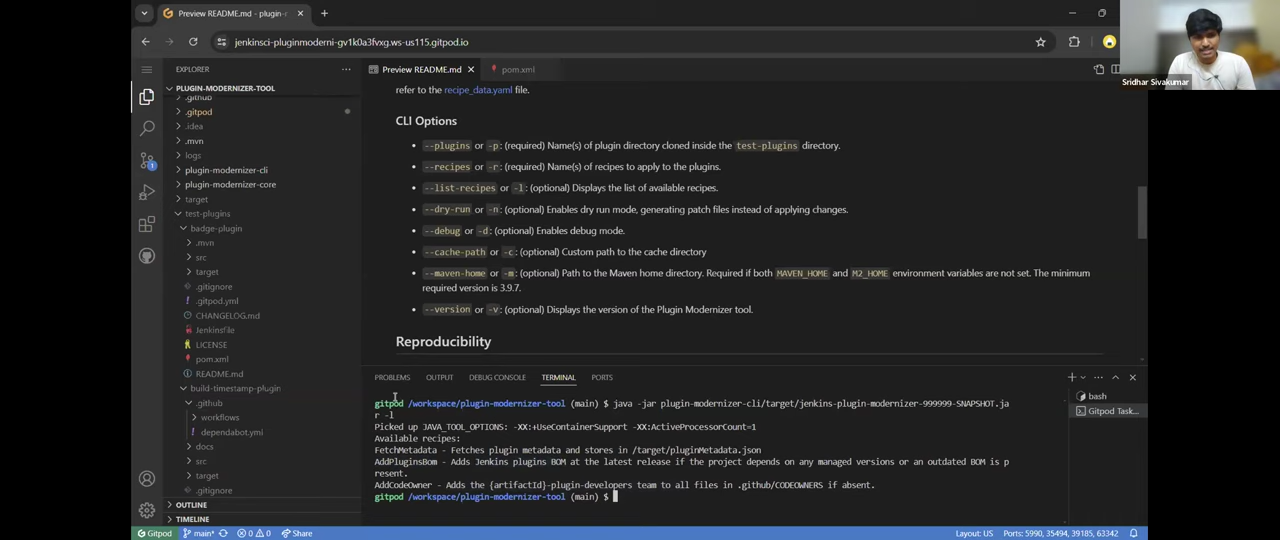 Preview README.md - plugin-r
jenkinsci-pluginmoderni-gv1k0a3fvxg.ws-us115.gitpod.io
Sridhar Sivakumar
EXPLORER
PLUGIN-MODERNIZER-TOOL
.github
.gitpod
.idea
.mvn
logs
plugin-modernizer-cli
plugin-modernizer-core
target
test-plugins
badge-plugin
.mvn
src
target
.gitignore
.gitpod.yml
CHANGELOG.md
Jenkinsfile
LICENSE
pom.xml
README.md
build-timestamp-plugin
.github
workflows
dependabot.yml
docs
src
target
.gitignore
OUTLINE
TIMELINE
Preview README.md
pom.xml
refer to the recipe_data.yaml file.
CLI Options
• --plugins or -p: (required) Name(s) of plugin directory cloned inside the test-plugins directory.
• --recipes or -r: (required) Name(s) of recipes to apply to the plugins.
• --list-recipes or -l: (optional) Displays the list of available recipes.
• --dry-run or -n: (optional) Enables dry run mode, generating patch files instead of applying changes.
• --debug or -d: (optional) Enables debug mode.
• --cache-path or -c: (optional) Custom path to the cache directory
• --maven-home or -m: (optional) Path to the Maven home directory. Required if both MAVEN_HOME and M2_HOME environment variables are not set. The minimum
required version is 3.9.7.
• --version or -v: (optional) Displays the version of the Plugin Modernizer tool.
Reproducibility
PROBLEMS OUTPUT DEBUG CONSOLE TERMINAL PORTS
gitpod /workspace/plugin-modernizer-tool (main) $ java -jar plugin-modernizer-cli/target/jenkins-plugin-modernizer-999999-SNAPSHOT.ja
r -l
Picked up JAVA_TOOL_OPTIONS: -XX:+UseContainerSupport -XX:ActiveProcessorCount=1
Available recipes:
FetchMetadata - Fetches plugin metadata and stores in /target/pluginMetadata.json
AddPluginsBom - Adds Jenkins plugins BOM at the latest release if the project depends on any managed versions or an outdated BOM is p
resent.
AddCodeOwner - Adds the {artifactId}-plugin-developers team to all files in .github/CODEOWNERS if absent.
gitpod /workspace/plugin-modernizer-tool (main) $
bash
Gitpod Task...
1
Gitpod main* 0 0 Share
Layout: US Ports: 5990, 35494, 39185, 63342